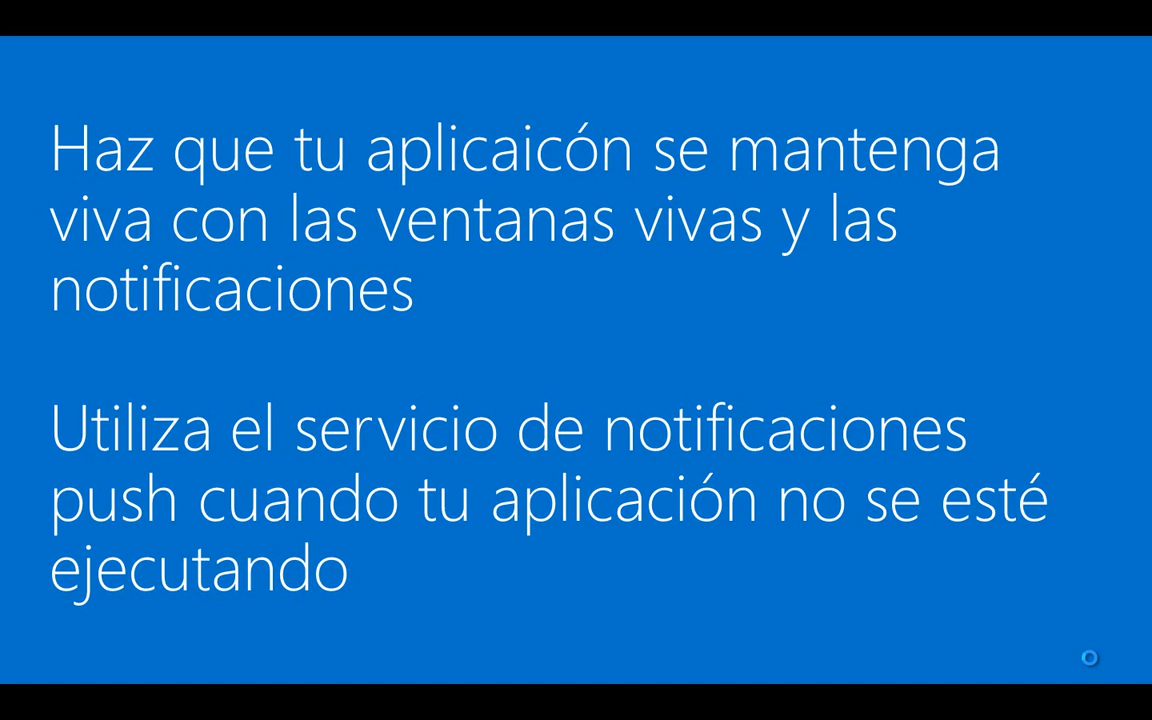 Haz que tu aplicaicón se mantenga
viva con las ventanas vivas y las
notificaciones
Utiliza el servicio de notificaciones
push cuando tu aplicación no se esté
ejecutando